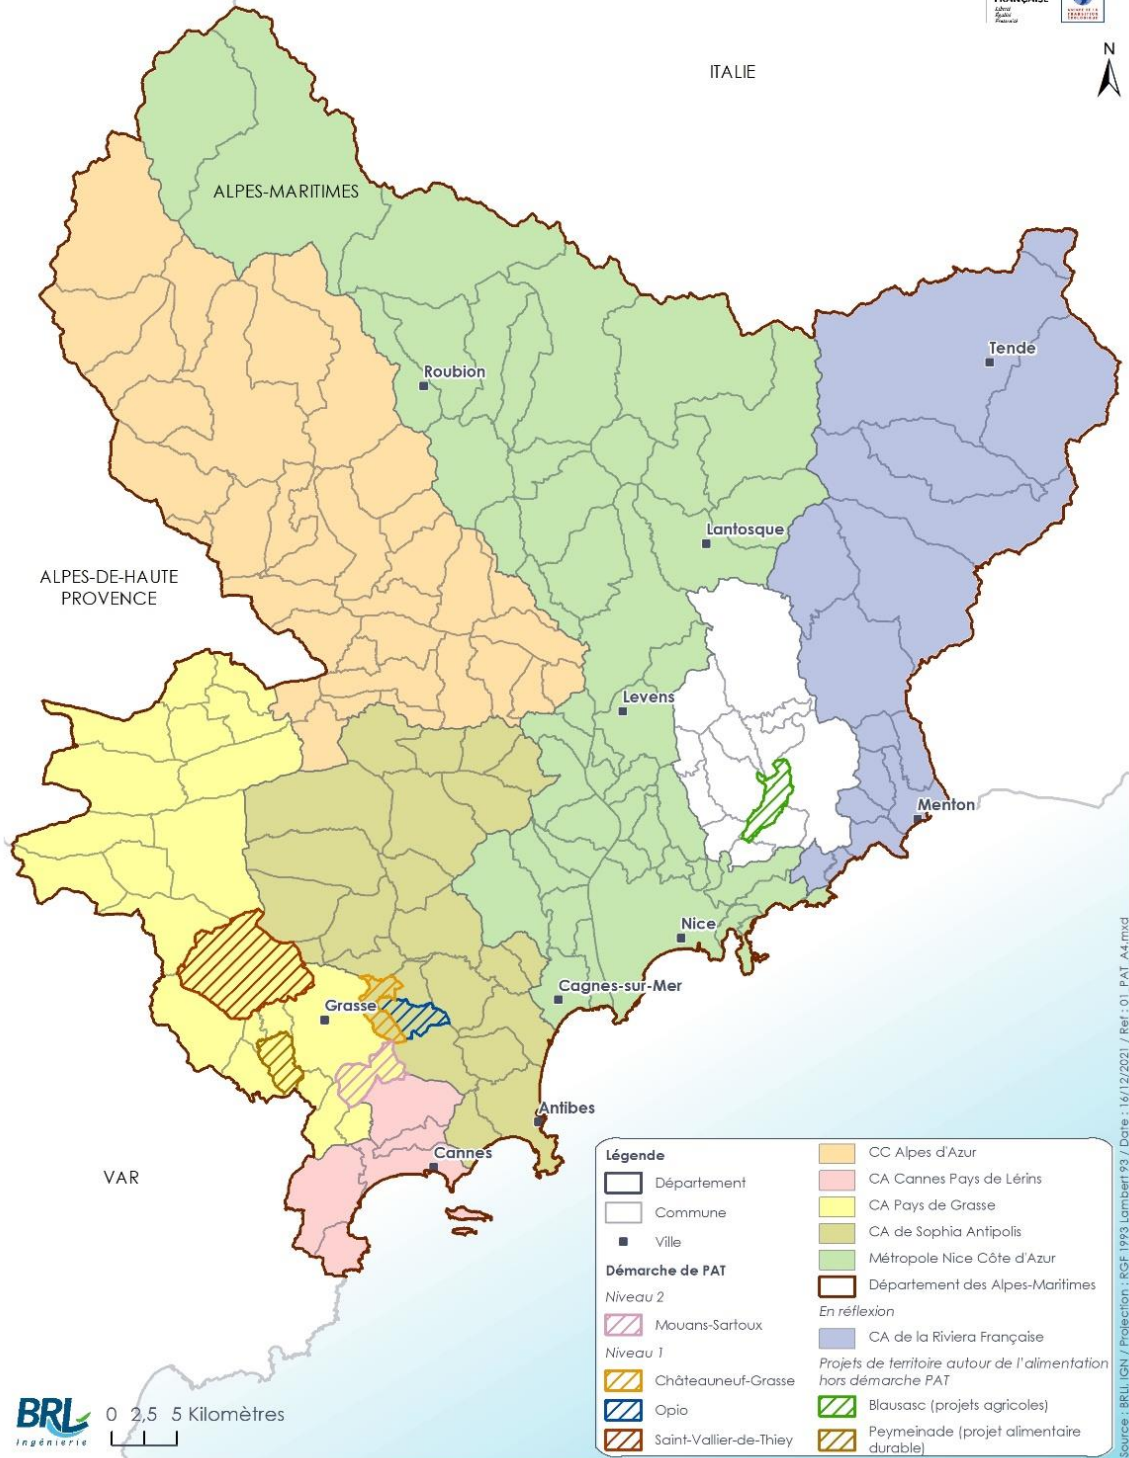 FRANÇAISE
Liberté
Égalité
Fraternité
N
ITALIE
ALPES-MARITIMES
Tende
Roubion
Lantosque
ALPES-DE-HAUTE
PROVENCE
Levens
Menton
Nice
Cagnes-sur-Mer
Grasse
Antibes
Cannes
VAR
Légende
Département
Commune
Ville
Démarche de PAT
Niveau 2
Mouans-Sartoux
Niveau 1
Châteauneuf-Grasse
Opio
Saint-Vallier-de-Thiey
CC Alpes d'Azur
CA Cannes Pays de Lérins
CA Pays de Grasse
CA de Sophia Antipolis
Métropole Nice Côte d'Azur
Département des Alpes-Maritimes
En réflexion
CA de la Riviera Française
Projets de territoire autour de l'alimentation
hors démarche PAT
Blausasc (projets agricoles)
Peymeinade (projet alimentaire
durable)
BRL
Ingénierie
0 2,5 5 Kilomètres
Source : BRLi, IGN / Projection : RGF 1993 Lambert 93 / Date : 16/12/2021 / Ref : 01_PAT_A4.mxd